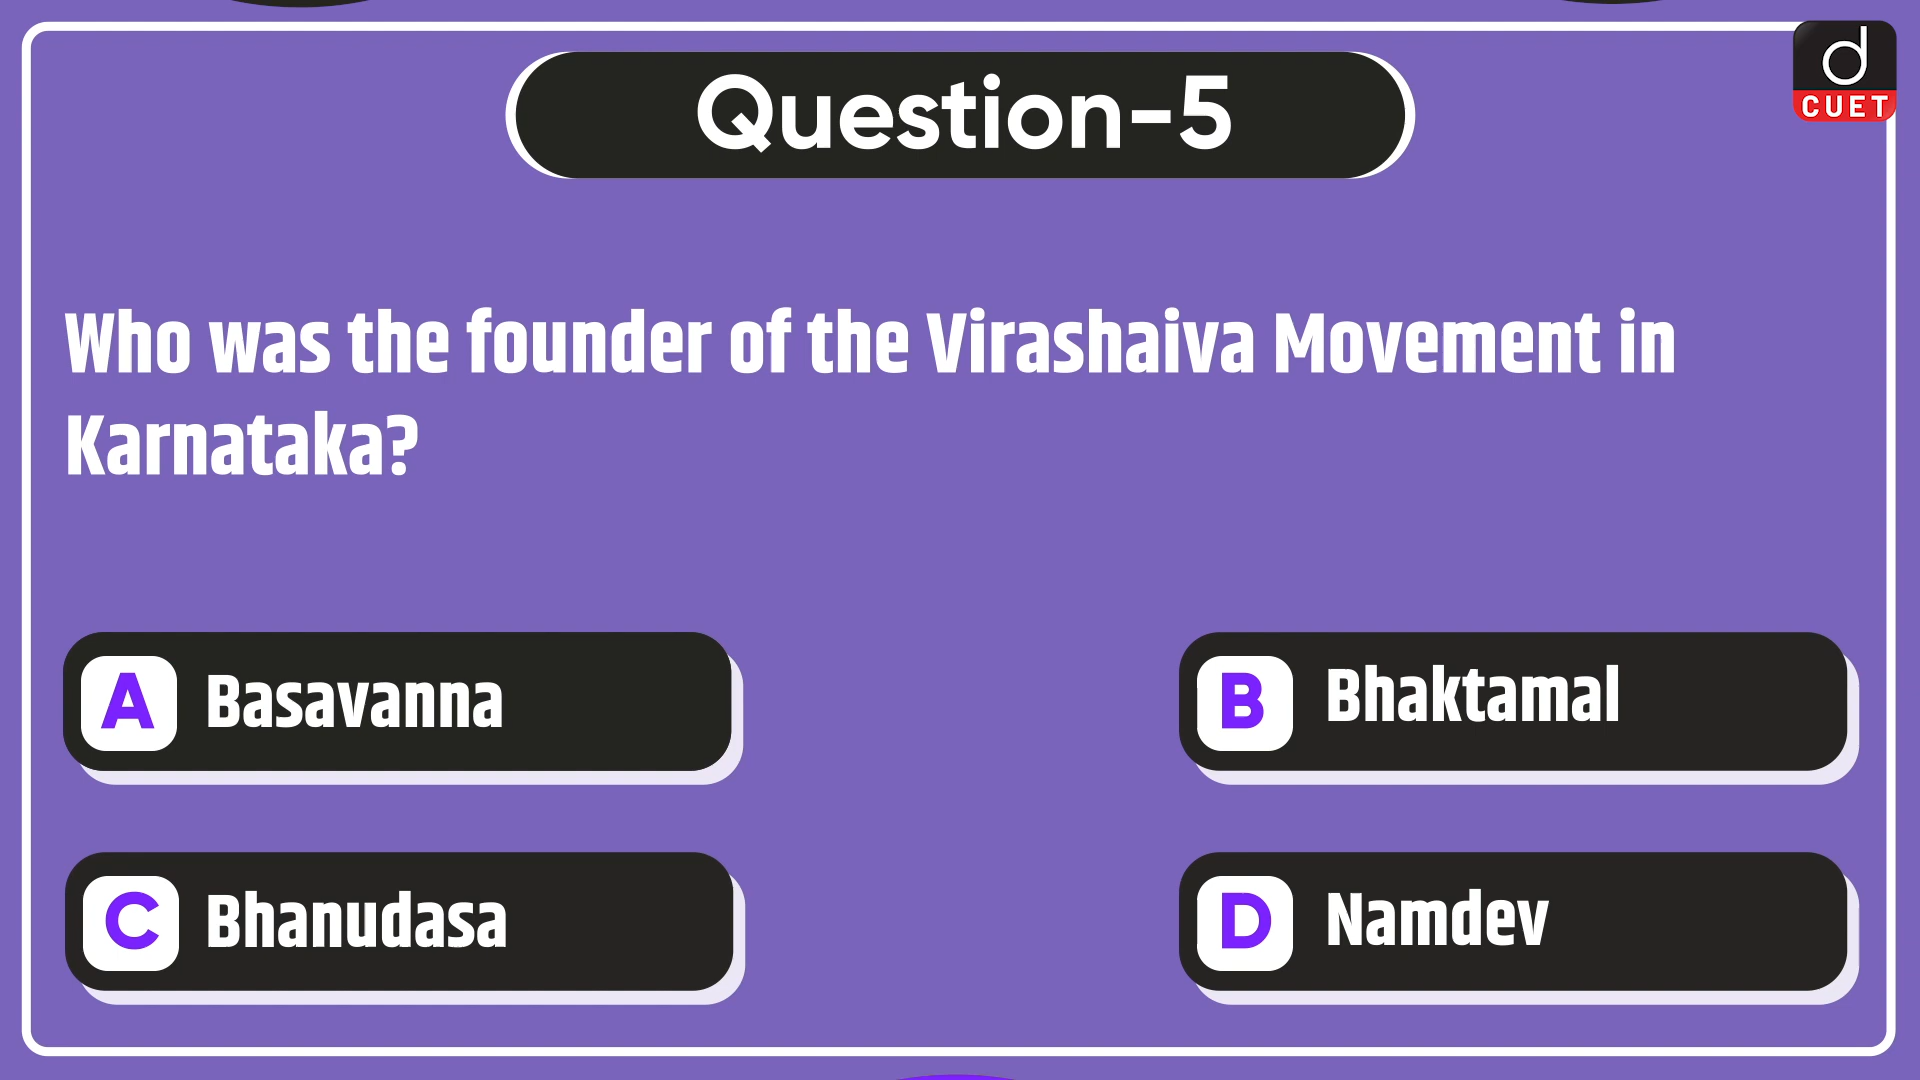 d
CUET
Question-5
Who was the founder of the Virashaiva Movement in
Karnataka?
A Basavanna
B Bhaktamal
C Bhanudasa
D Namdev